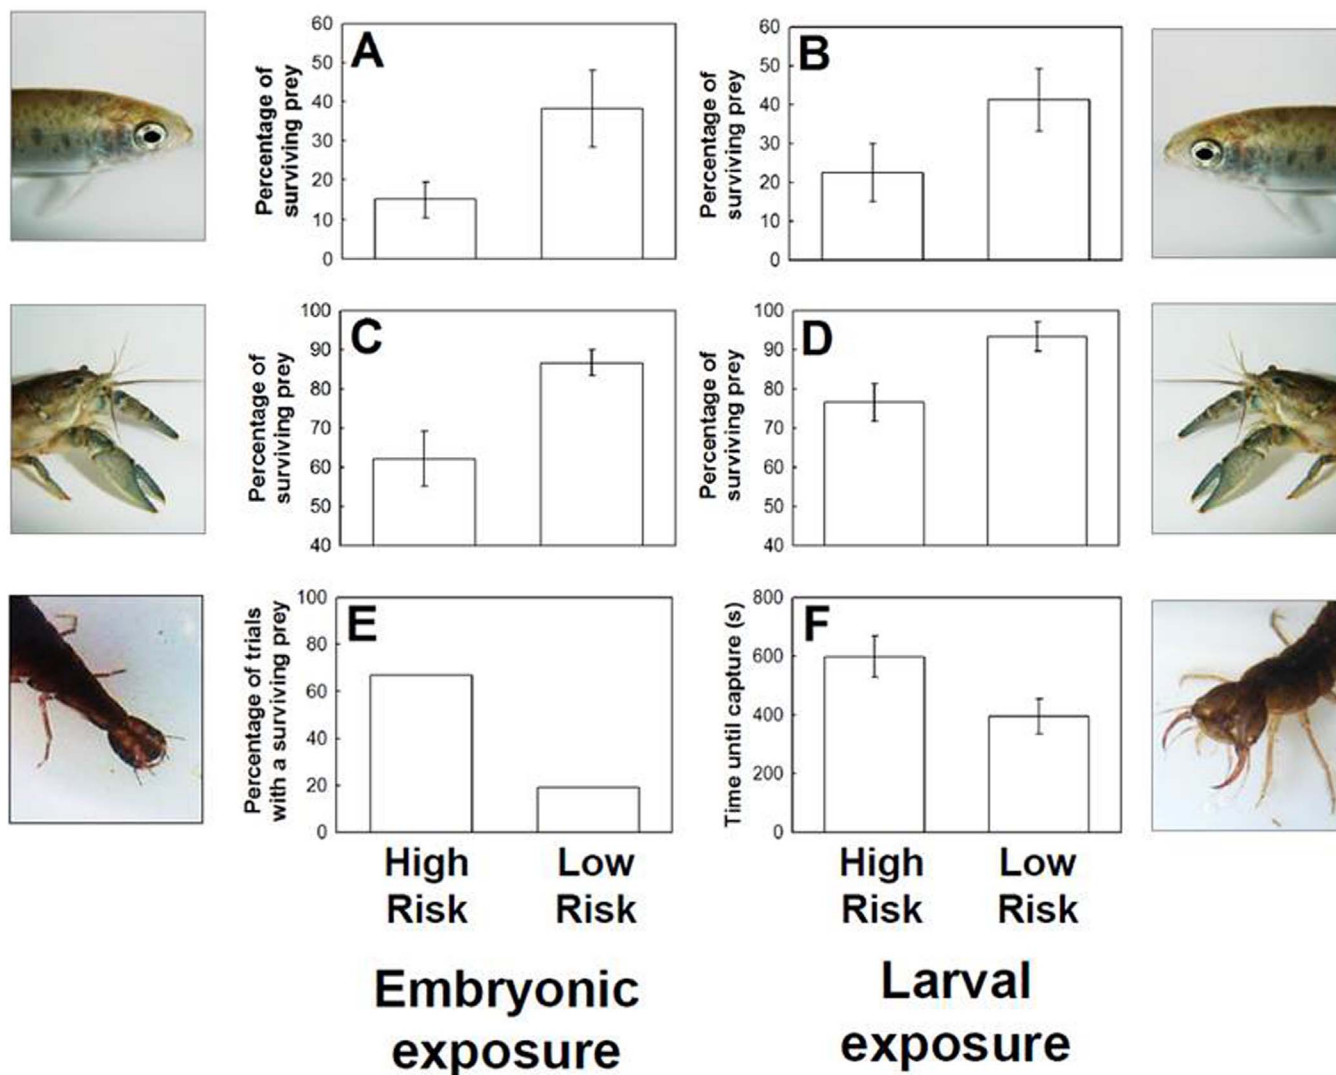 A
Percentage of
surviving prey
60
50
40
30
20
10
0
B
Percentage of
surviving prey
60
50
40
30
20
10
0
C
Percentage of
surviving prey
100
90
80
70
60
50
40
D
Percentage of
surviving prey
100
90
80
70
60
50
40
E
Percentage of trials
with a surviving prey
100
80
60
40
20
0
F
Time until capture (s)
800
600
400
200
0
High
Risk
Low
Risk
High
Risk
Low
Risk
Embryonic
exposure
Larval
exposure